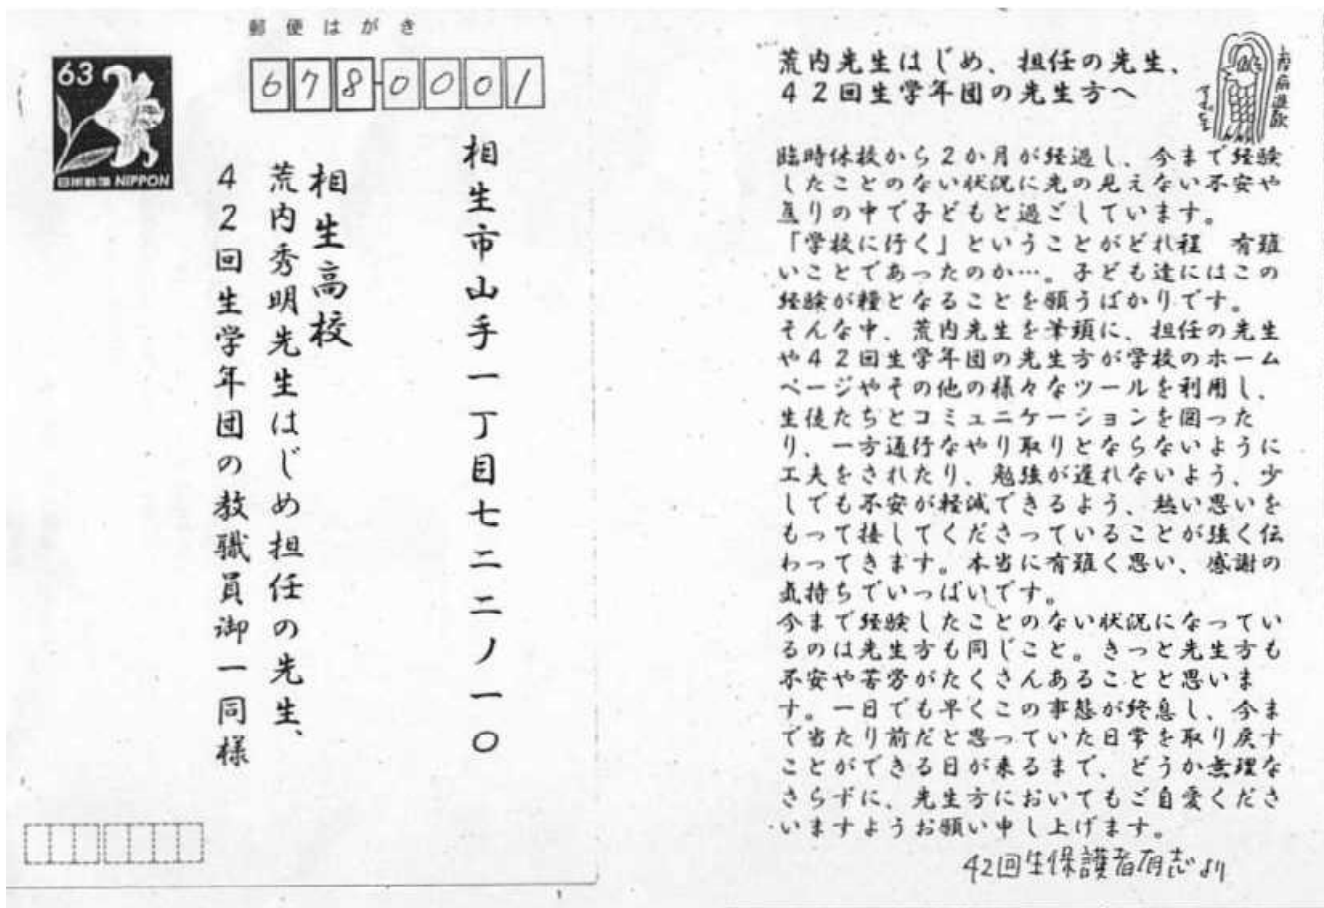 郵便はがき
63
日本郵便 NIPPON
678-0001
相生市山手一丁目七二二ノ一〇
相生高校
荒内秀明先生はじめ担任の先生、
42回生学年団の教職員御一同様
荒内先生はじめ、担任の先生、
42回生学年団の先生方へ
臨時休校から2か月が経過し、今まで経験
したことのない状況に先の見えない不安や
焦りの中で子どもと過ごしています。
「学校に行く」ということがどれ程 有難
いことであったのか…。子ども達にはこの
経験が糧となることを願うばかりです。
そんな中、荒内先生を筆頭に、担任の先生
や42回生学年団の先生方が学校のホーム
ページやその他の様々なツールを利用し、
生徒たちとコミュニケーションを図った
り、一方通行なやり取りとならないように
工夫をされたり、勉強が遅れないよう、少
しでも不安が軽減できるよう、熱い思いを
もって接してくださっていることが強く伝
わってきます。本当に有難く思い、感謝の
気持ちでいっぱいです。
今まで経験したことのない状況になってい
るのは先生方も同じこと。きっと先生方も
不安や苦労がたくさんあることと思いま
す。一日でも早くこの事態が終息し、今ま
で当たり前だと思っていた日常を取り戻す
ことができる日が来るまで、どうか無理な
さらずに、先生方においてもご自愛くださ
いますようお願い申し上げます。
42回生保護者有志より